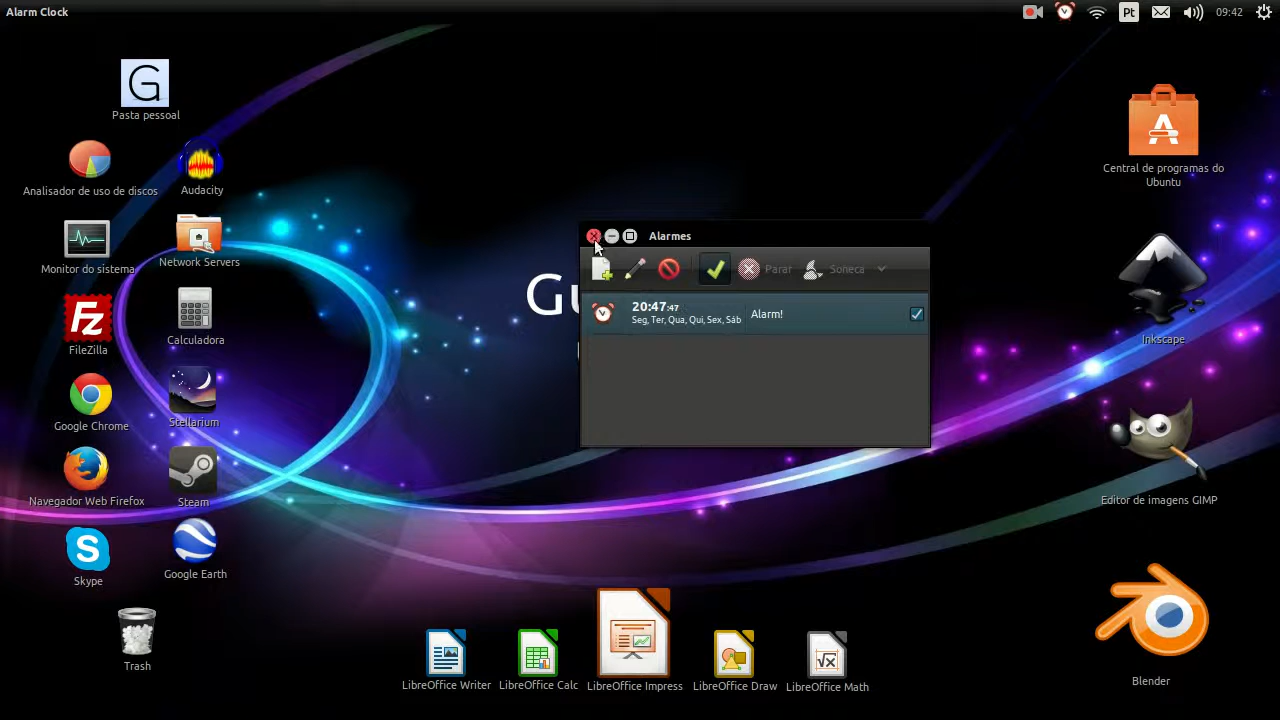 Alarm Clock
Pt
09:42
G
Pasta pessoal
Analisador de uso de discos
Audacity
Monitor do sistema
Network Servers
Fz
FileZilla
Calculadora
Google Chrome
Stellarium
Navegador Web Firefox
Steam
S
Skype
Google Earth
Trash
Alarmes
Parar
Soneca
20:47:47
Seg, Ter, Qua, Qui, Sex, Sáb
Alarm!
LibreOffice Writer
LibreOffice Calc
LibreOffice Impress
LibreOffice Draw
LibreOffice Math
A
Central de programas do
Ubuntu
Inkscape
Editor de imagens GIMP
Blender